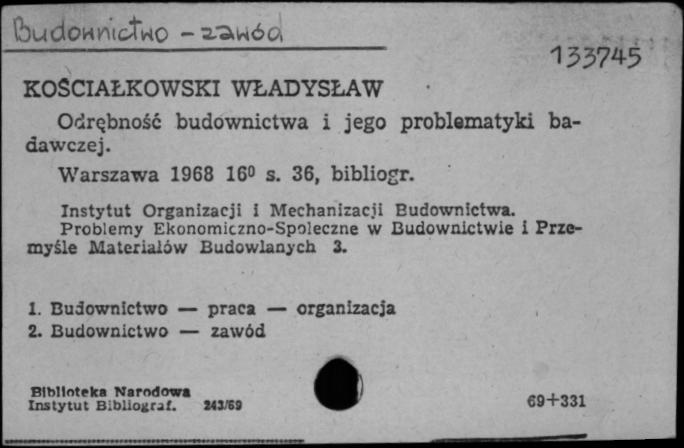 Budownictwo - zawód
133745
KOŚCIAŁKOWSKI WŁADYSŁAW
Odrębność budownictwa i jego problematyki ba-
dawczej.
Warszawa 1968 16⁰ s. 36, bibliogr.
Instytut Organizacji i Mechanizacji Budownictwa.
Problemy Ekonomiczno-Społeczne w Budownictwie i Prze-
myśle Materiałów Budowlanych 3.
1. Budownictwo — praca — organizacja
2. Budownictwo — zawód
Biblioteka Narodowa
Instytut Bibliograf. 243/69
69+331